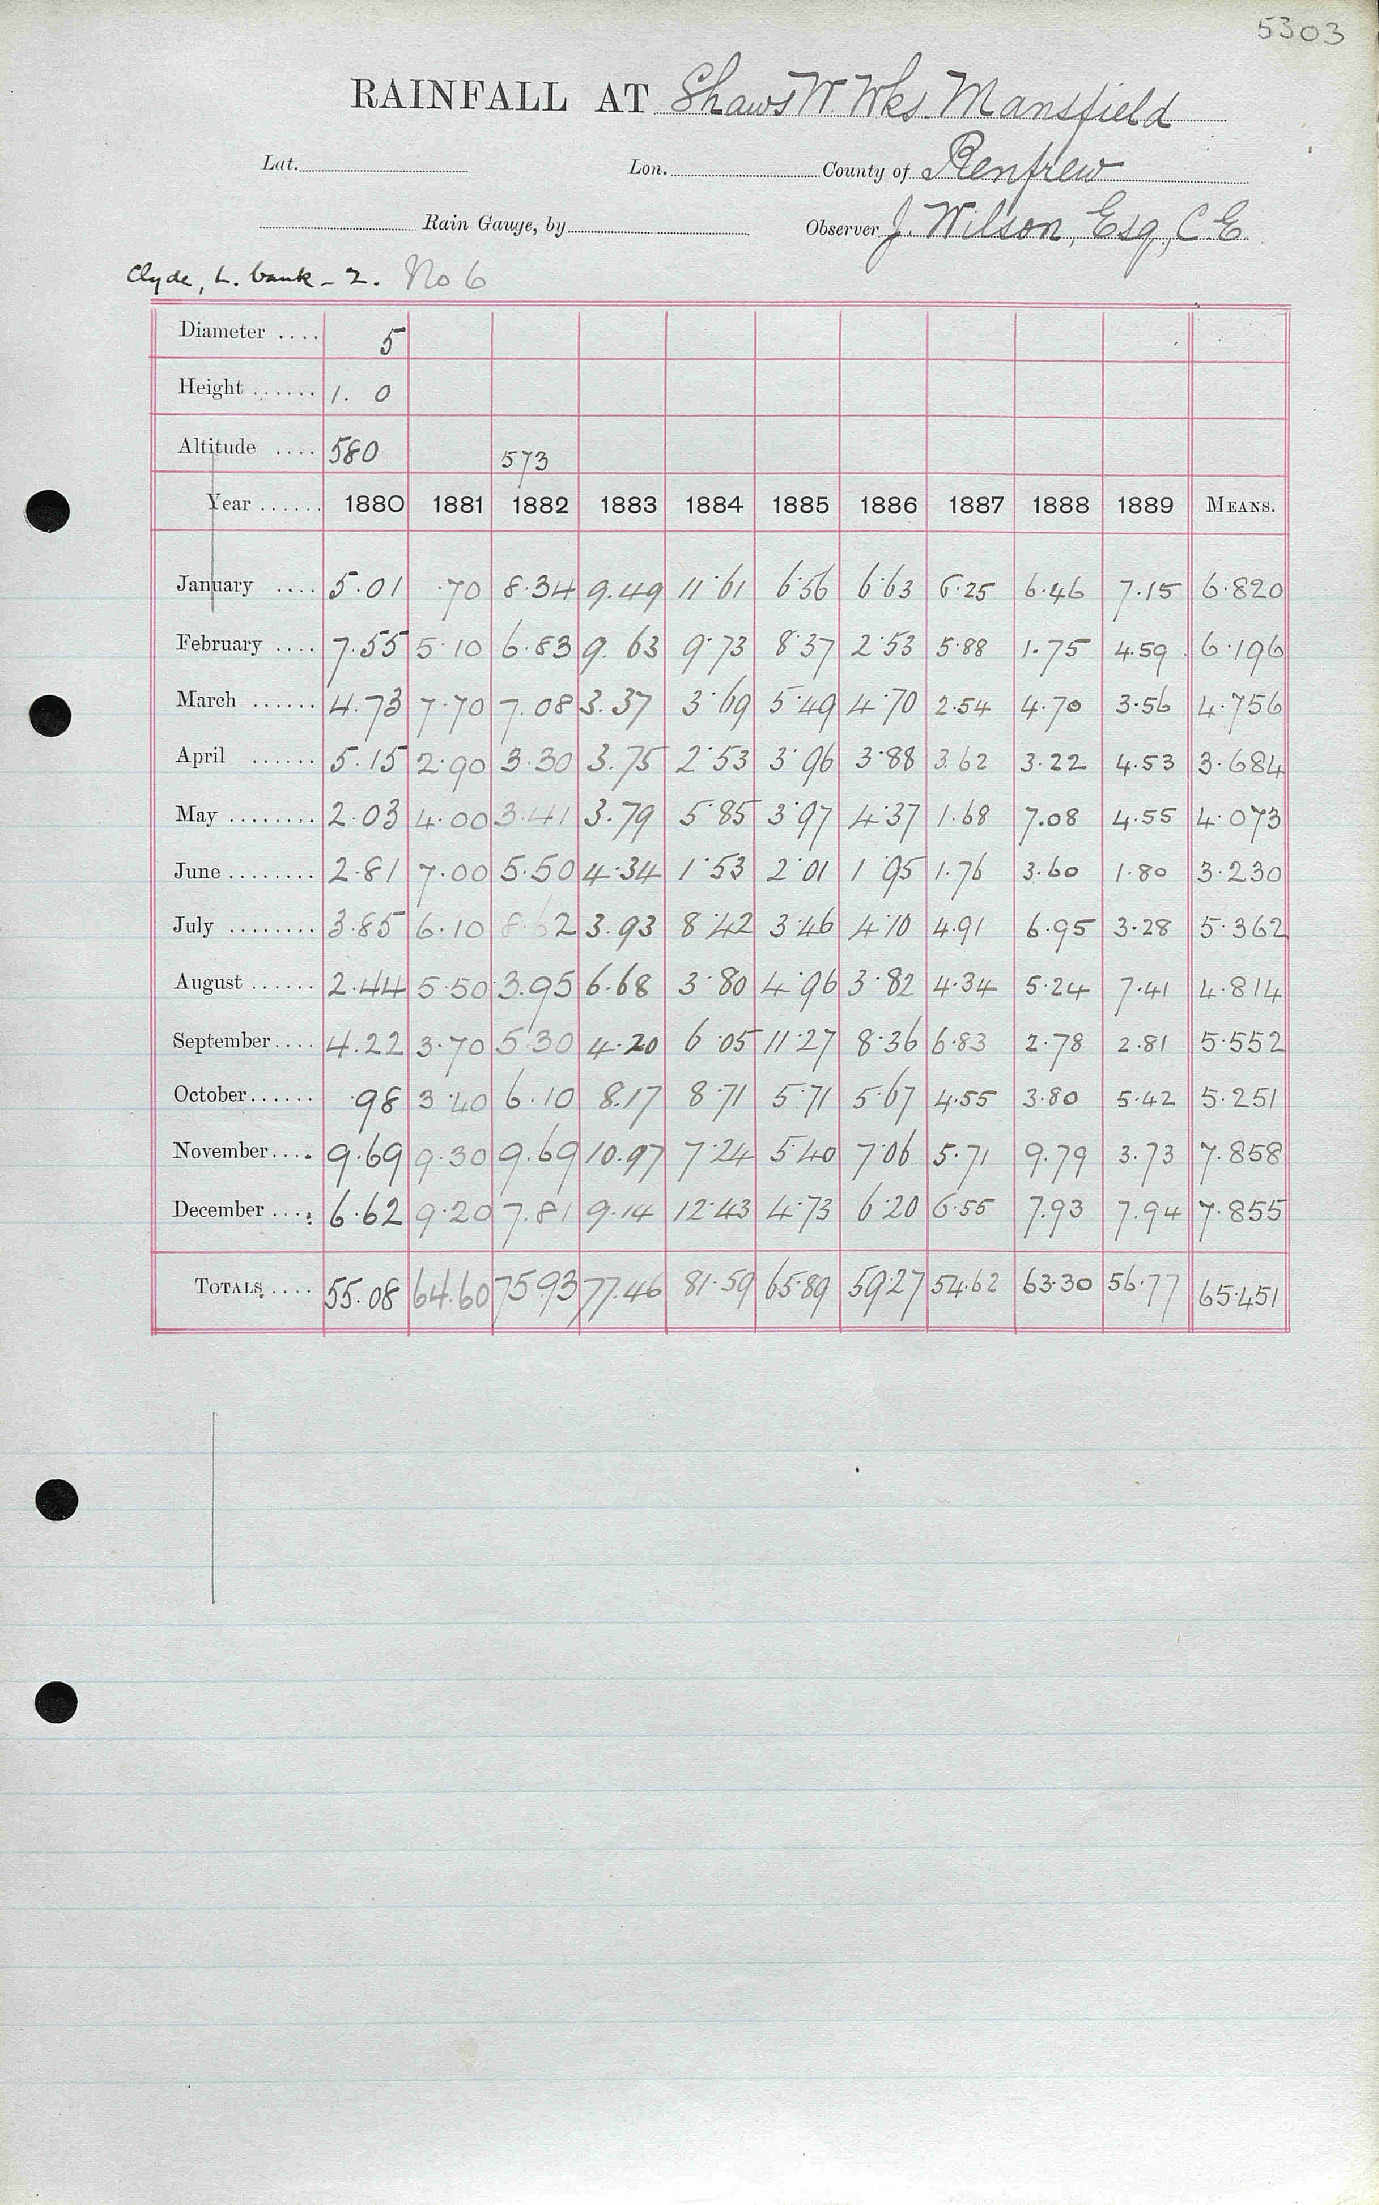 5303
RAINFALL AT Shaws W. Wks. Mansfield
Lat. Lon. County of Renfrew
Rain Gauge, by Observer J. Wilson, Esq, C E
Clyde, L. bank - 2. No 6
Diameter .... 5
Height ...... 1. 0
Altitude .... 580 573
Year ...... 1880 1881 1882 1883 1884 1885 1886 1887 1888 1889 MEANS.
January .... 5.01 .70 8.34 9.49 11.61 6.56 6.63 6.25 6.46 7.15 6.820
February .... 7.55 5.10 6.83 9.63 9.73 8.37 2.53 5.88 1.75 4.59 6.196
March ...... 4.73 7.70 7.08 3.37 3.69 5.49 4.70 2.54 4.70 3.56 4.756
April ...... 5.15 2.90 3.30 3.75 2.53 3.96 3.88 3.62 3.22 4.53 3.684
May ........ 2.03 4.00 3.41 3.79 5.85 3.97 4.37 1.68 7.08 4.55 4.073
June ........ 2.81 7.00 5.50 4.34 1.53 2.01 1.95 1.76 3.60 1.80 3.230
July ........ 3.85 6.10 8.62 3.93 8.42 3.46 4.10 4.91 6.95 3.28 5.362
August ...... 2.44 5.50 3.95 6.68 3.80 4.96 3.82 4.34 5.24 7.41 4.814
September .... 4.22 3.70 5.30 4.20 6.05 11.27 8.36 6.83 2.78 2.81 5.552
October ...... .98 3.40 6.10 8.17 8.71 5.71 5.67 4.55 3.80 5.42 5.251
November .... 9.69 9.30 9.69 10.97 7.24 5.40 7.06 5.71 9.79 3.73 7.858
December .... 6.62 9.20 7.81 9.14 12.43 4.73 6.20 6.55 7.93 7.94 7.855
TOTALS .... 55.08 64.60 75.93 77.46 81.59 65.89 59.27 54.62 63.30 56.77 65.451